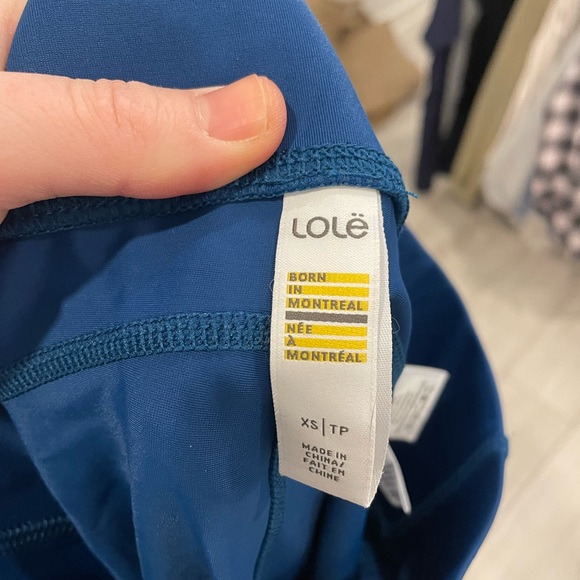 LOLË
BORN
IN
MONTREAL
NÉE
À
MONTRÉAL
XS|TP
MADE IN
CHINA/
FAIT EN
CHINE